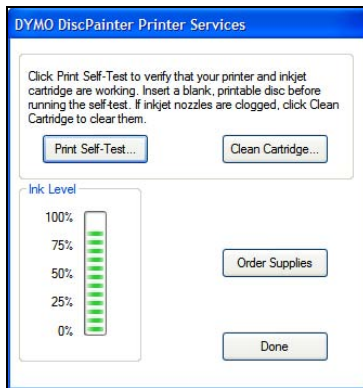 DYMO DiscPainter Printer Services
Click Print Self-Test to verify that your printer and inkjet
cartridge are working. Insert a blank, printable disc before
running the self-test. If inkjet nozzles are clogged, click Clean
Cartridge to clear them.
Print Self-Test...
Clean Cartridge...
Ink Level
100%
75%
50%
25%
0%
Order Supplies
Done